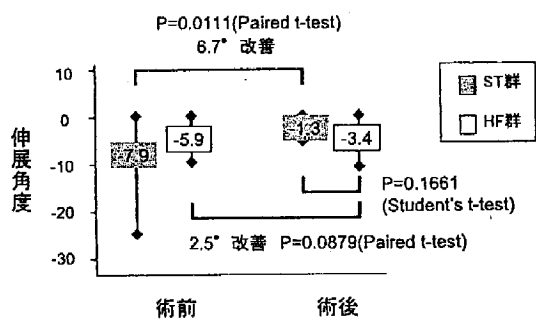 P=0.0111(Paired t-test)
6.7° 改善
10
0
-10
-20
-30
伸展角度
-7.9
-5.9
-1.3
-3.4
ST群
HF群
P=0.1661
(Student's t-test)
2.5° 改善 P=0.0879(Paired t-test)
術前
術後